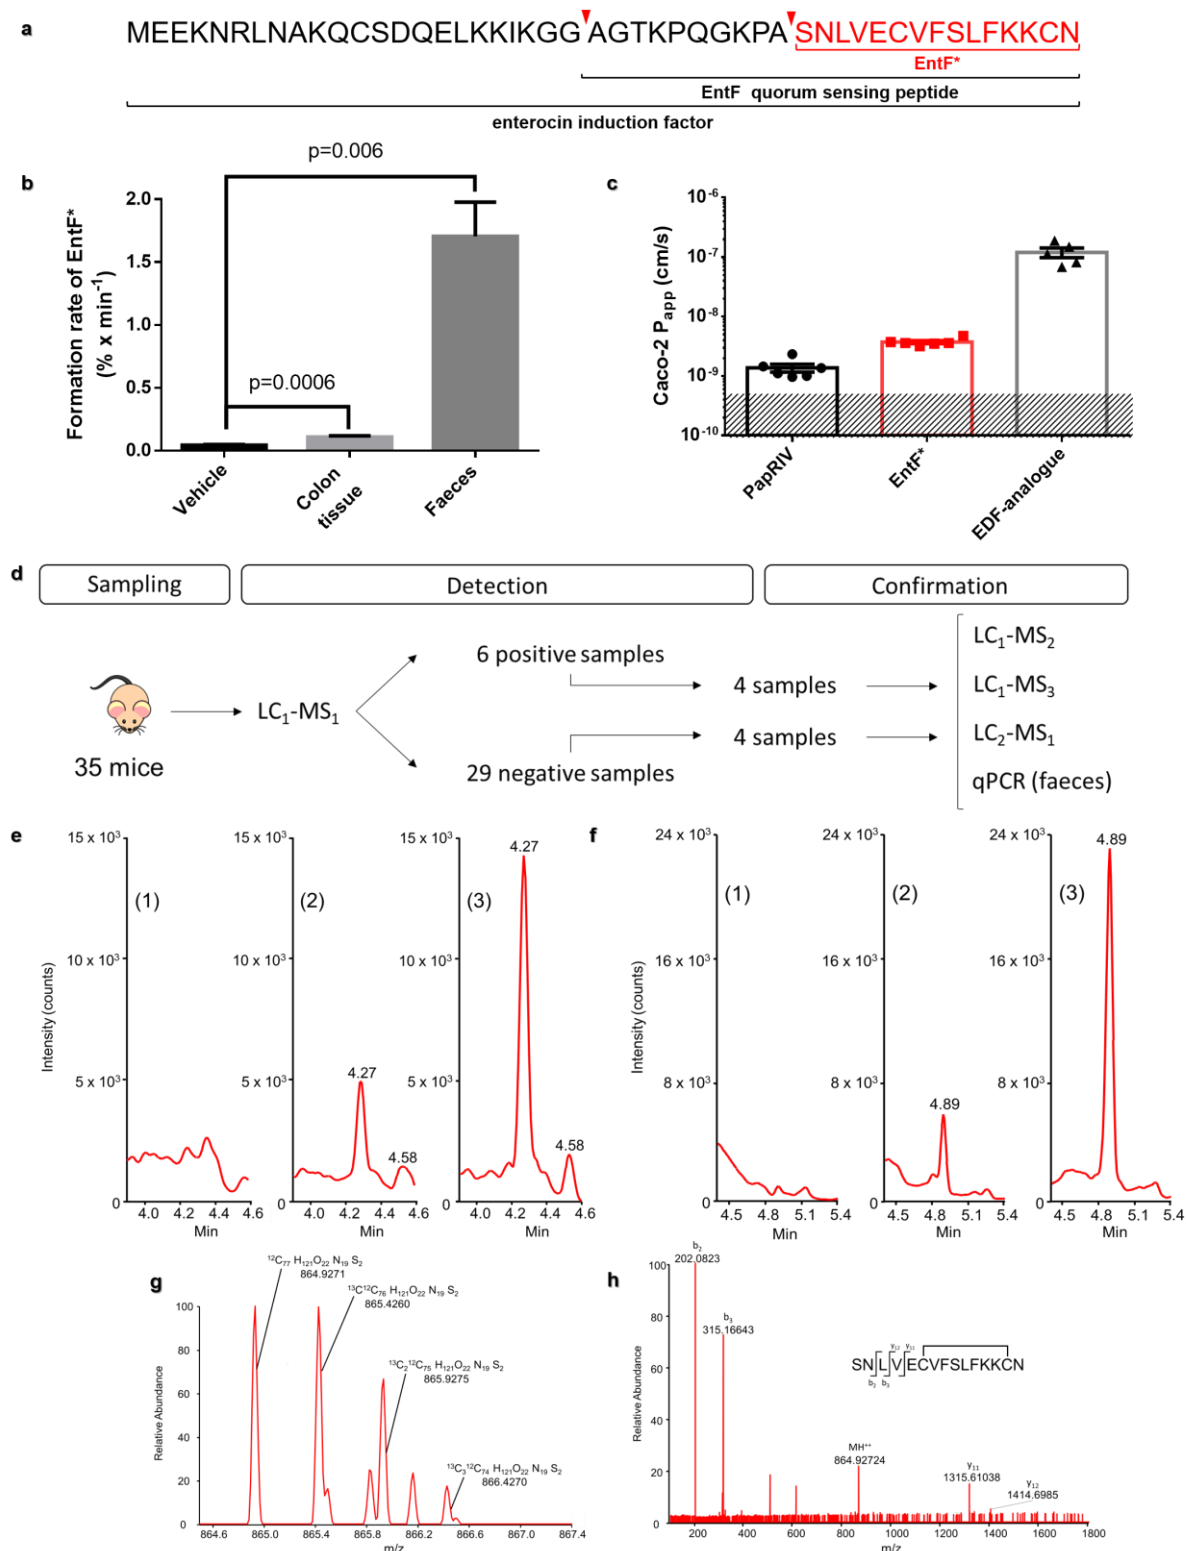 a
MEEKNRLNAKQCSDQELKKIKGGAGTKPQGKPASNLVECVFSLFKKCN
EntF*
EntF quorum sensing peptide
enterocin induction factor
b
p=0.006
p=0.0006
Formation rate of EntF*
(% x min⁻¹)
2.0
1.5
1.0
0.5
0.0
Vehicle
Colon
tissue
Faeces
c
Caco-2 Papp (cm/s)
10⁻⁶
10⁻⁷
10⁻⁸
10⁻⁹
10⁻¹⁰
PapRIV
EntF*
EDF-analogue
d
Sampling
Detection
Confirmation
35 mice
LC₁-MS₁
6 positive samples
29 negative samples
4 samples
4 samples
LC₁-MS₂
LC₁-MS₃
LC₂-MS₁
qPCR (faeces)
e
Intensity (counts)
15 x 10³
10 x 10³
5 x 10³
0
(1)
4.0 4.2 4.4 4.6
Min
15 x 10³
10 x 10³
5 x 10³
0
(2)
4.27
4.58
4.0 4.2 4.4 4.6
Min
15 x 10³
10 x 10³
5 x 10³
0
(3)
4.27
4.58
4.0 4.2 4.4 4.6
Min
f
Intensity (counts)
24 x 10³
16 x 10³
8 x 10³
0
(1)
4.5 4.8 5.1 5.4
Min
24 x 10³
16 x 10³
8 x 10³
0
(2)
4.89
4.5 4.8 5.1 5.4
Min
24 x 10³
16 x 10³
8 x 10³
0
(3)
4.89
4.5 4.8 5.1 5.4
Min
g
¹²C₇₇ H₁₂₁O₂₂ N₁₉ S₂
864.9271
¹³C¹²C₇₆ H₁₂₁O₂₂ N₁₉ S₂
865.4260
¹³C₂¹²C₇₅ H₁₂₁O₂₂ N₁₉ S₂
865.9275
¹³C₃¹²C₇₄ H₁₂₁O₂₂ N₁₉ S₂
866.4270
Relative Abundance
100
80
60
40
20
0
864.6 865.0 865.4 865.8 866.2 866.6 867.0 867.4
m/z
h
b₂
202.0823
b₃
315.16643
y₁₂ y₁₁
SNLVECVFSLFKKCN
b₂ b₃
MH⁺⁺
864.92724
y₁₁
1315.61038
y₁₂
1414.6985
Relative Abundance
100
80
60
40
20
0
200 400 600 800 1000 1200 1400 1600 1800
m/z